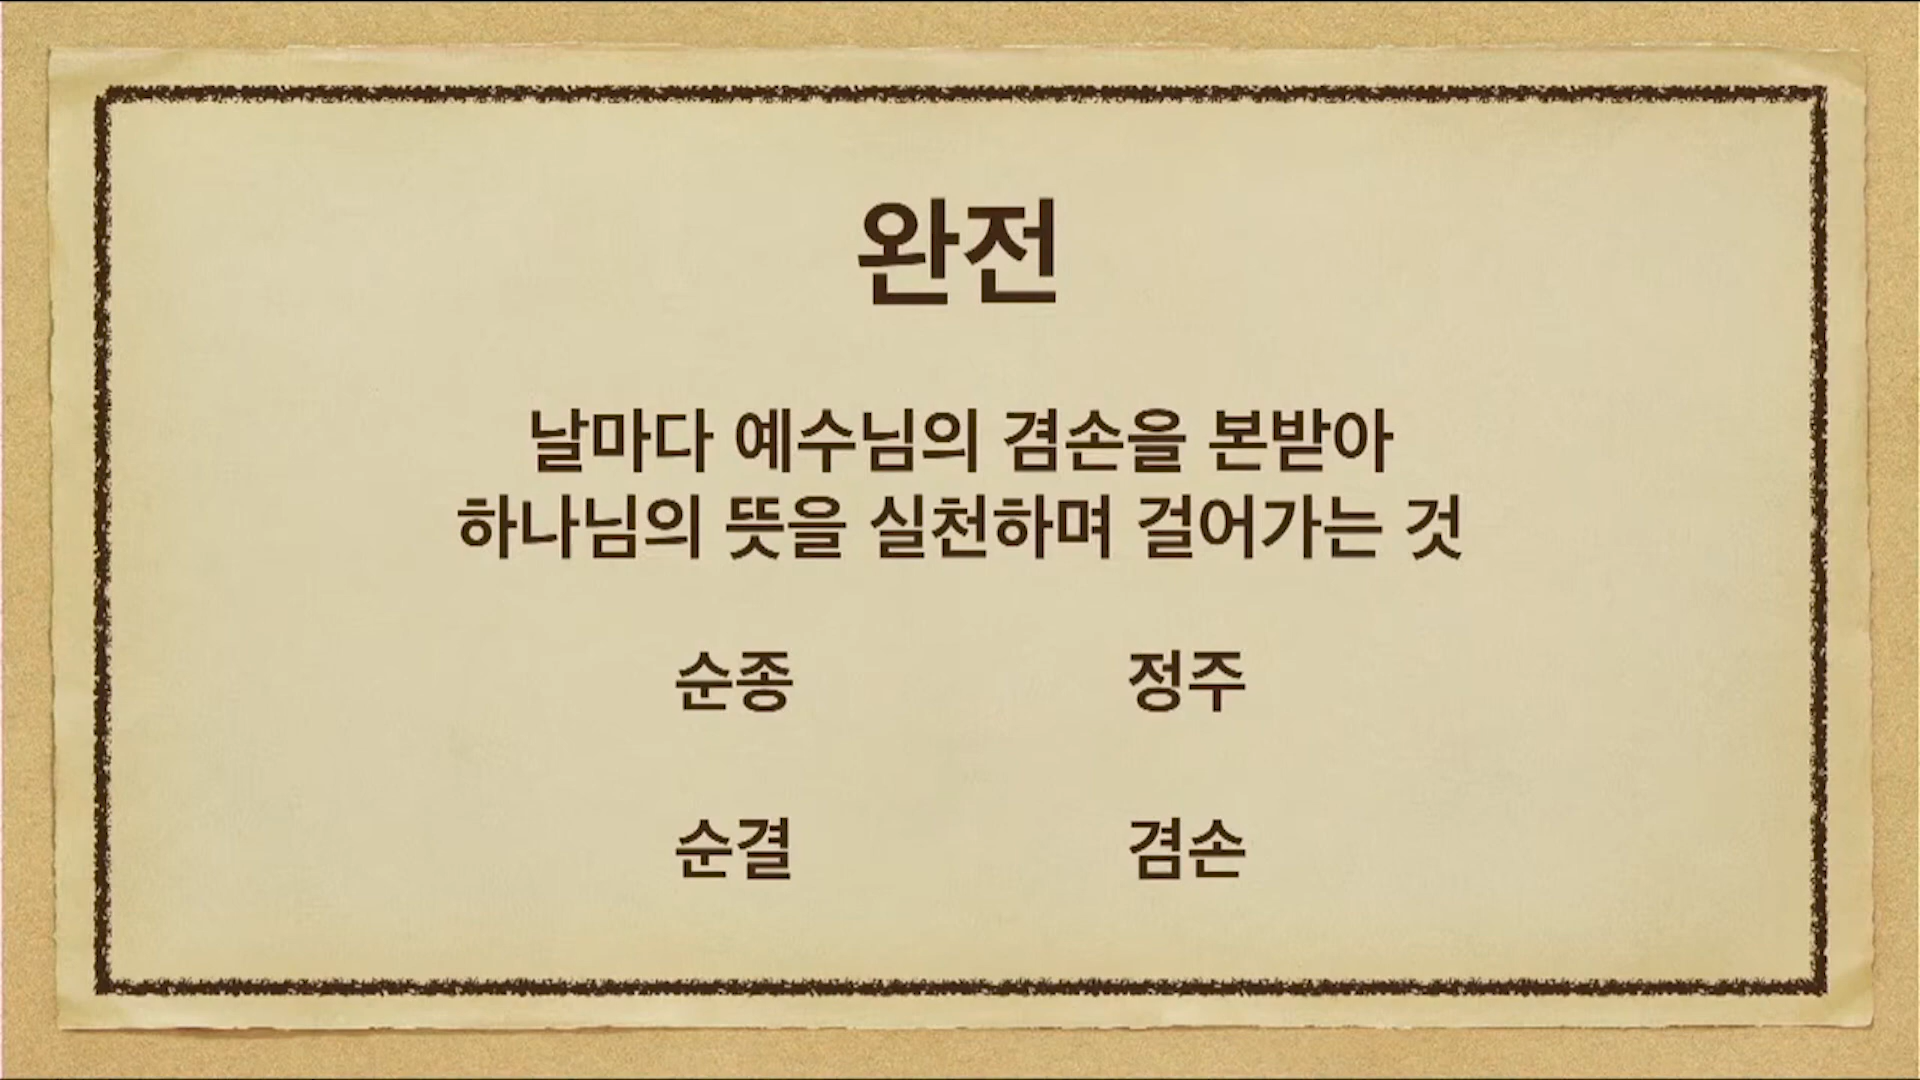 완전
날마다 예수님의 겸손을 본받아
하나님의 뜻을 실천하며 걸어가는 것
순종 정주
순결 겸손